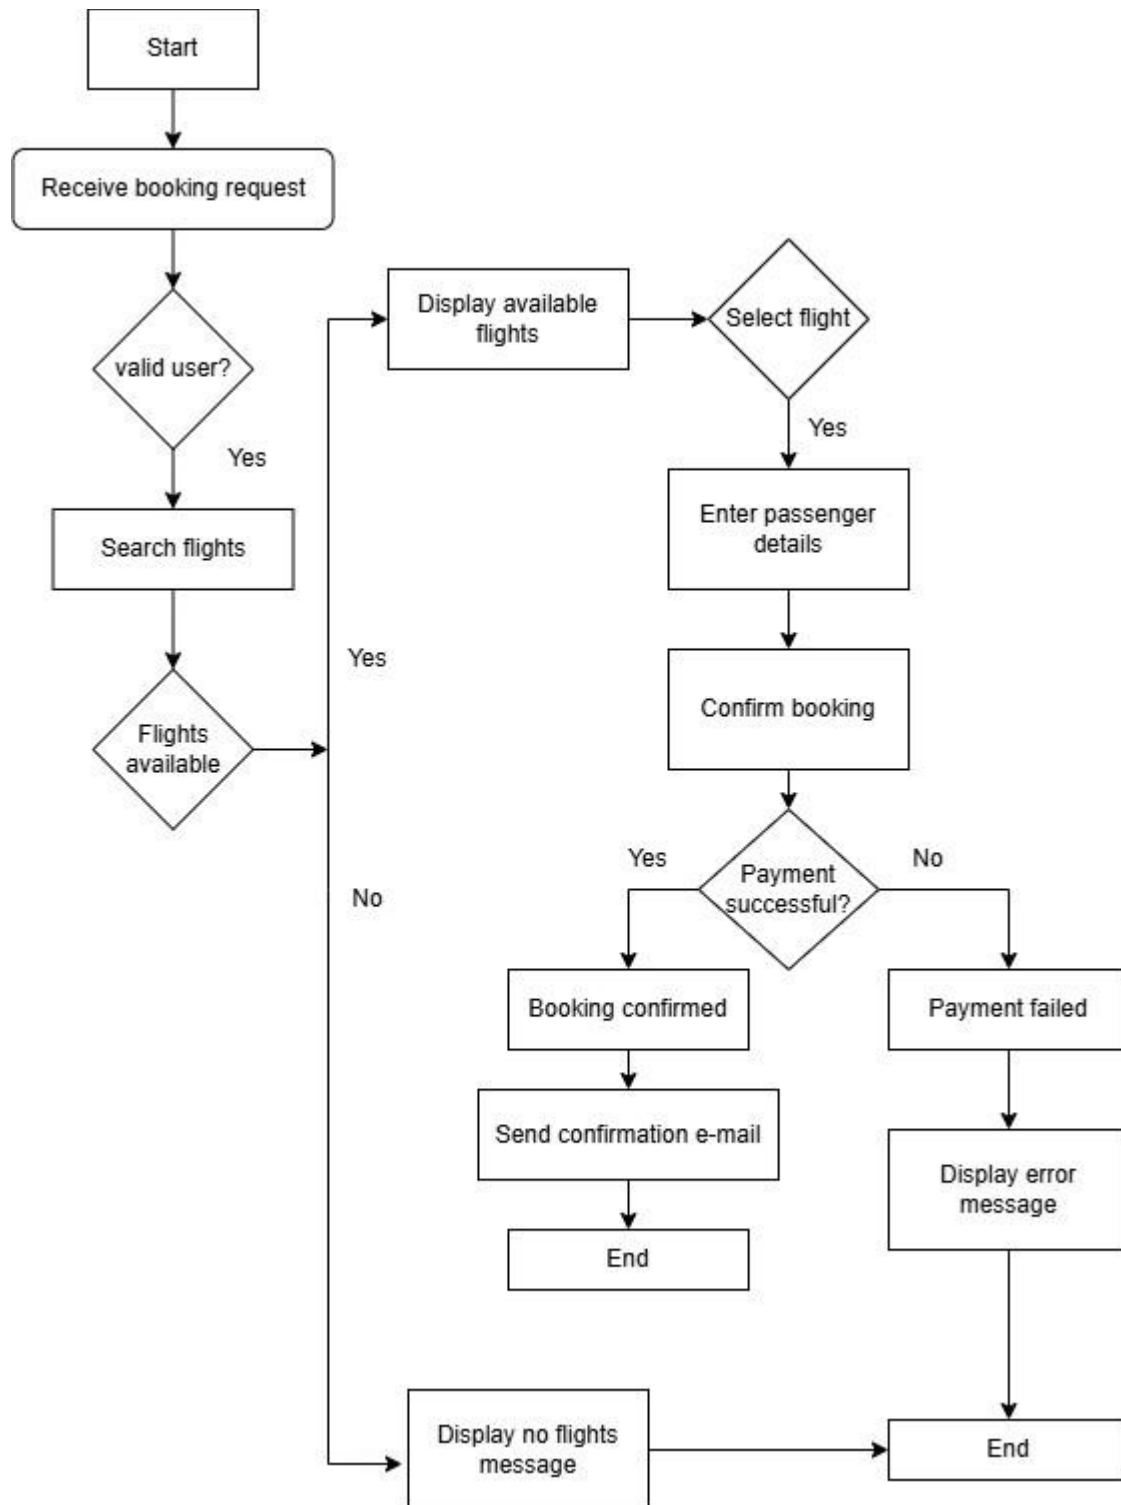 Start
Receive booking request
valid user?
Yes
Search flights
Flights
available
Yes
No
Display available
flights
Select flight
Yes
Enter passenger
details
Confirm booking
Payment
successful?
Yes
No
Booking confirmed
Send confirmation e-mail
End
Payment failed
Display error
message
Display no flights
message
End